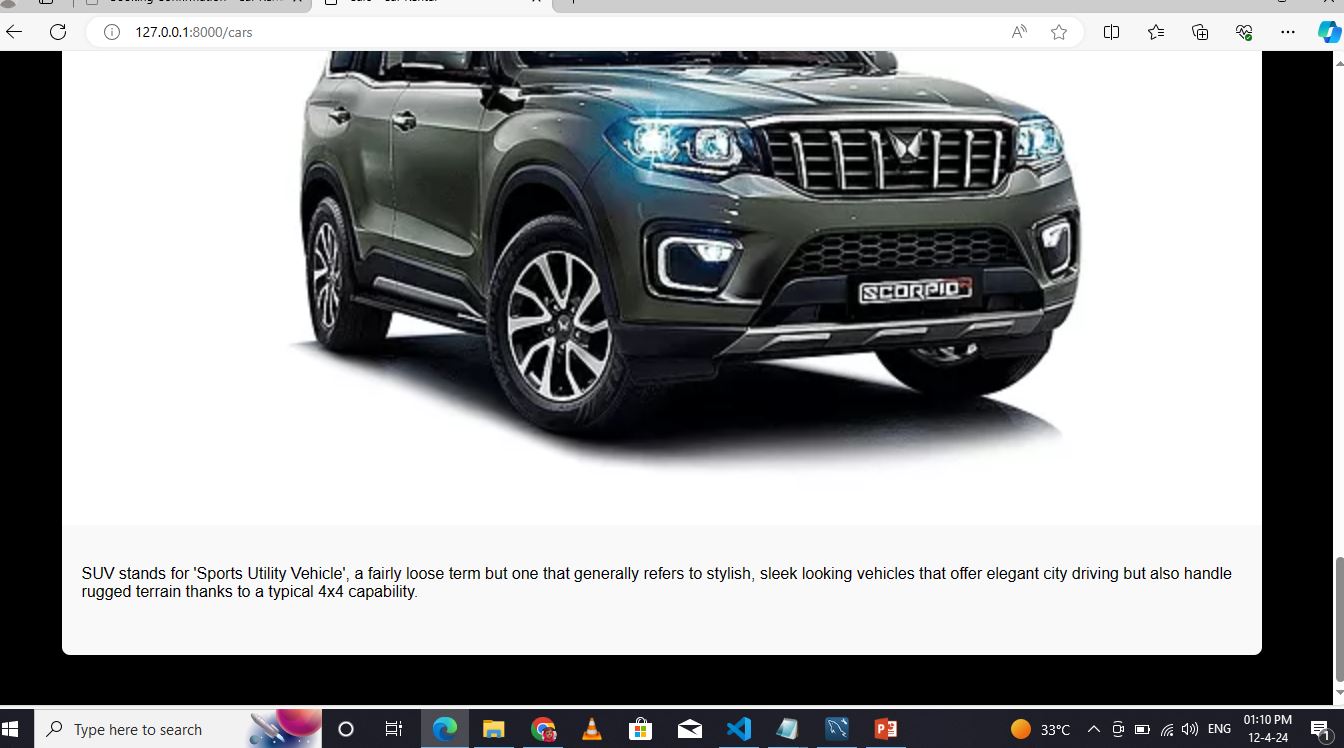 127.0.0.1:8000/cars
SCORPIO
SUV stands for 'Sports Utility Vehicle', a fairly loose term but one that generally refers to stylish, sleek looking vehicles that offer elegant city driving but also handle
rugged terrain thanks to a typical 4x4 capability.
Type here to search
33°C
ENG
01:10 PM
12-4-24
1